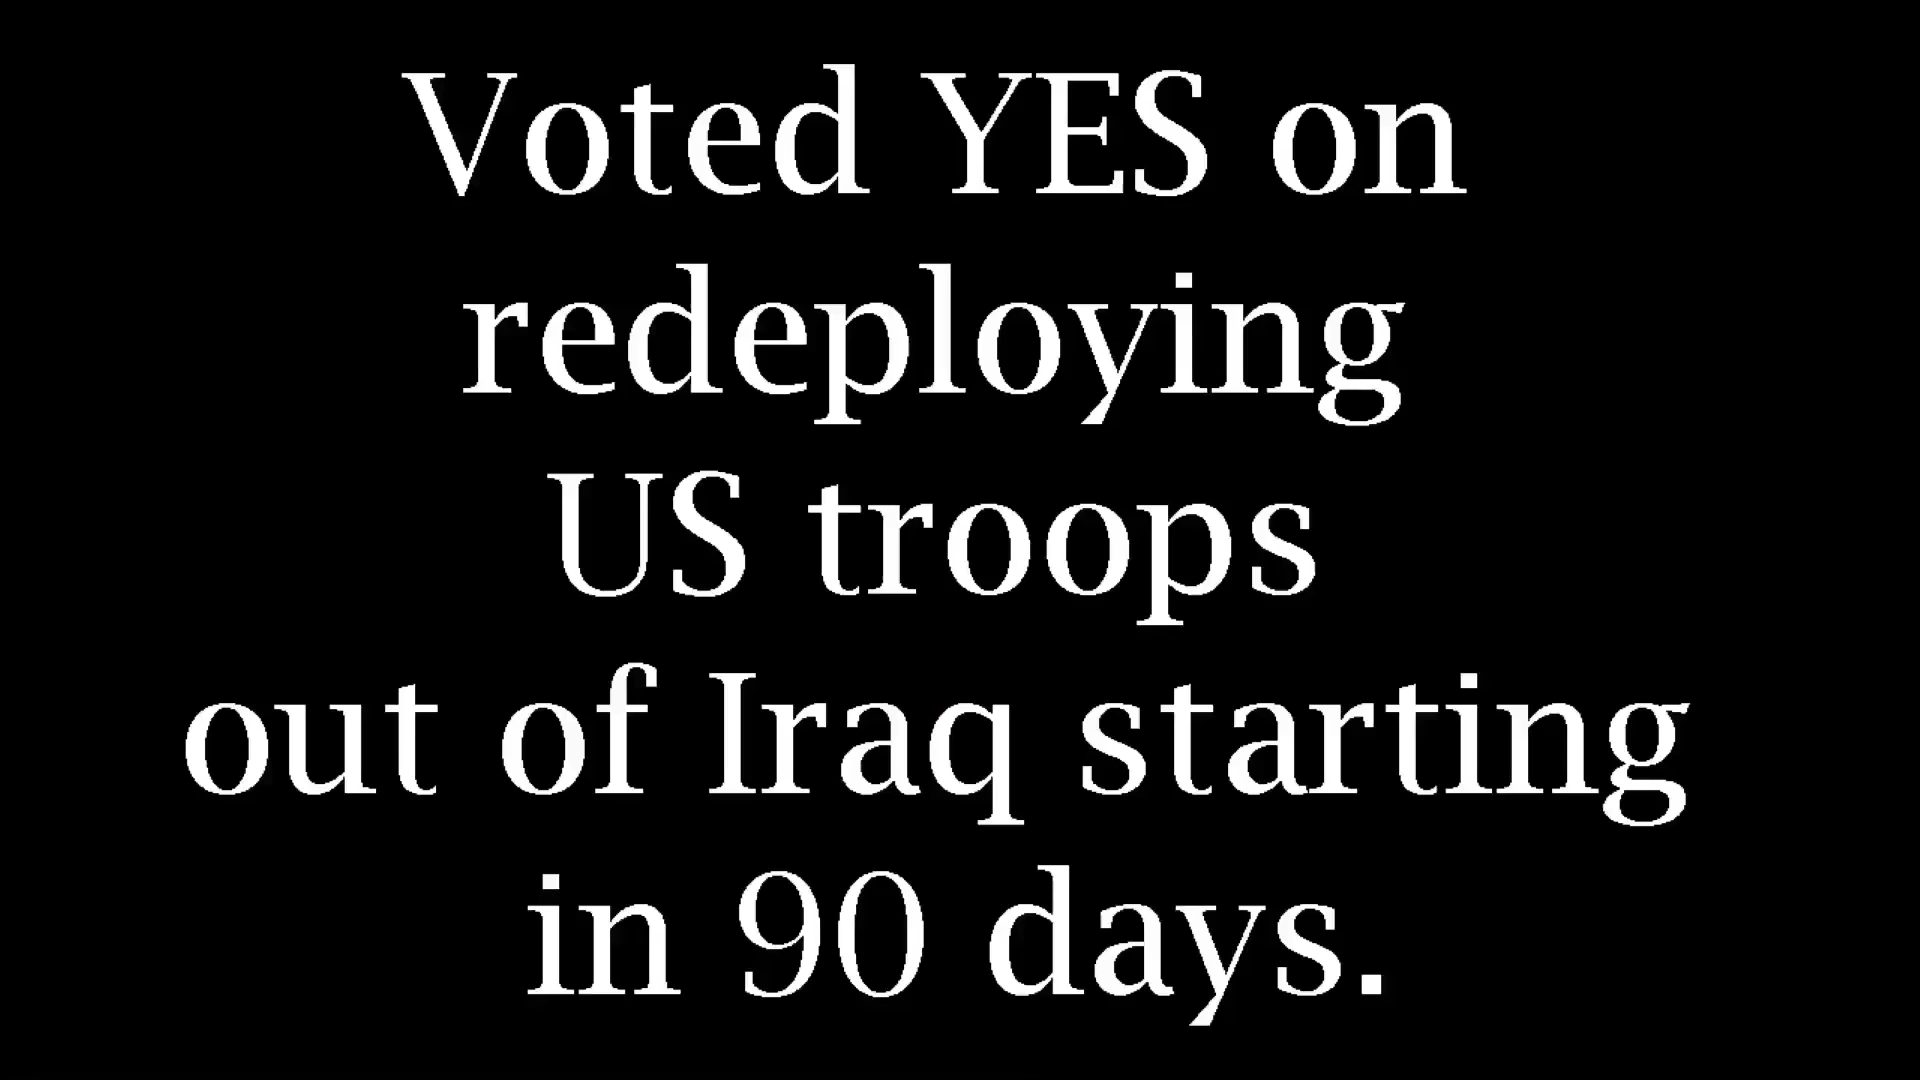 Voted YES on
redeploying
US troops
out of Iraq starting
in 90 days.